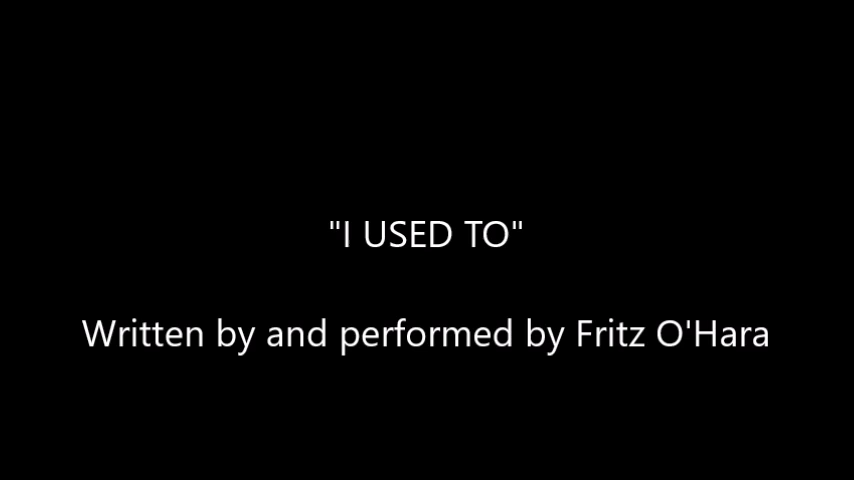 "I USED TO"
Written by and performed by Fritz O'Hara